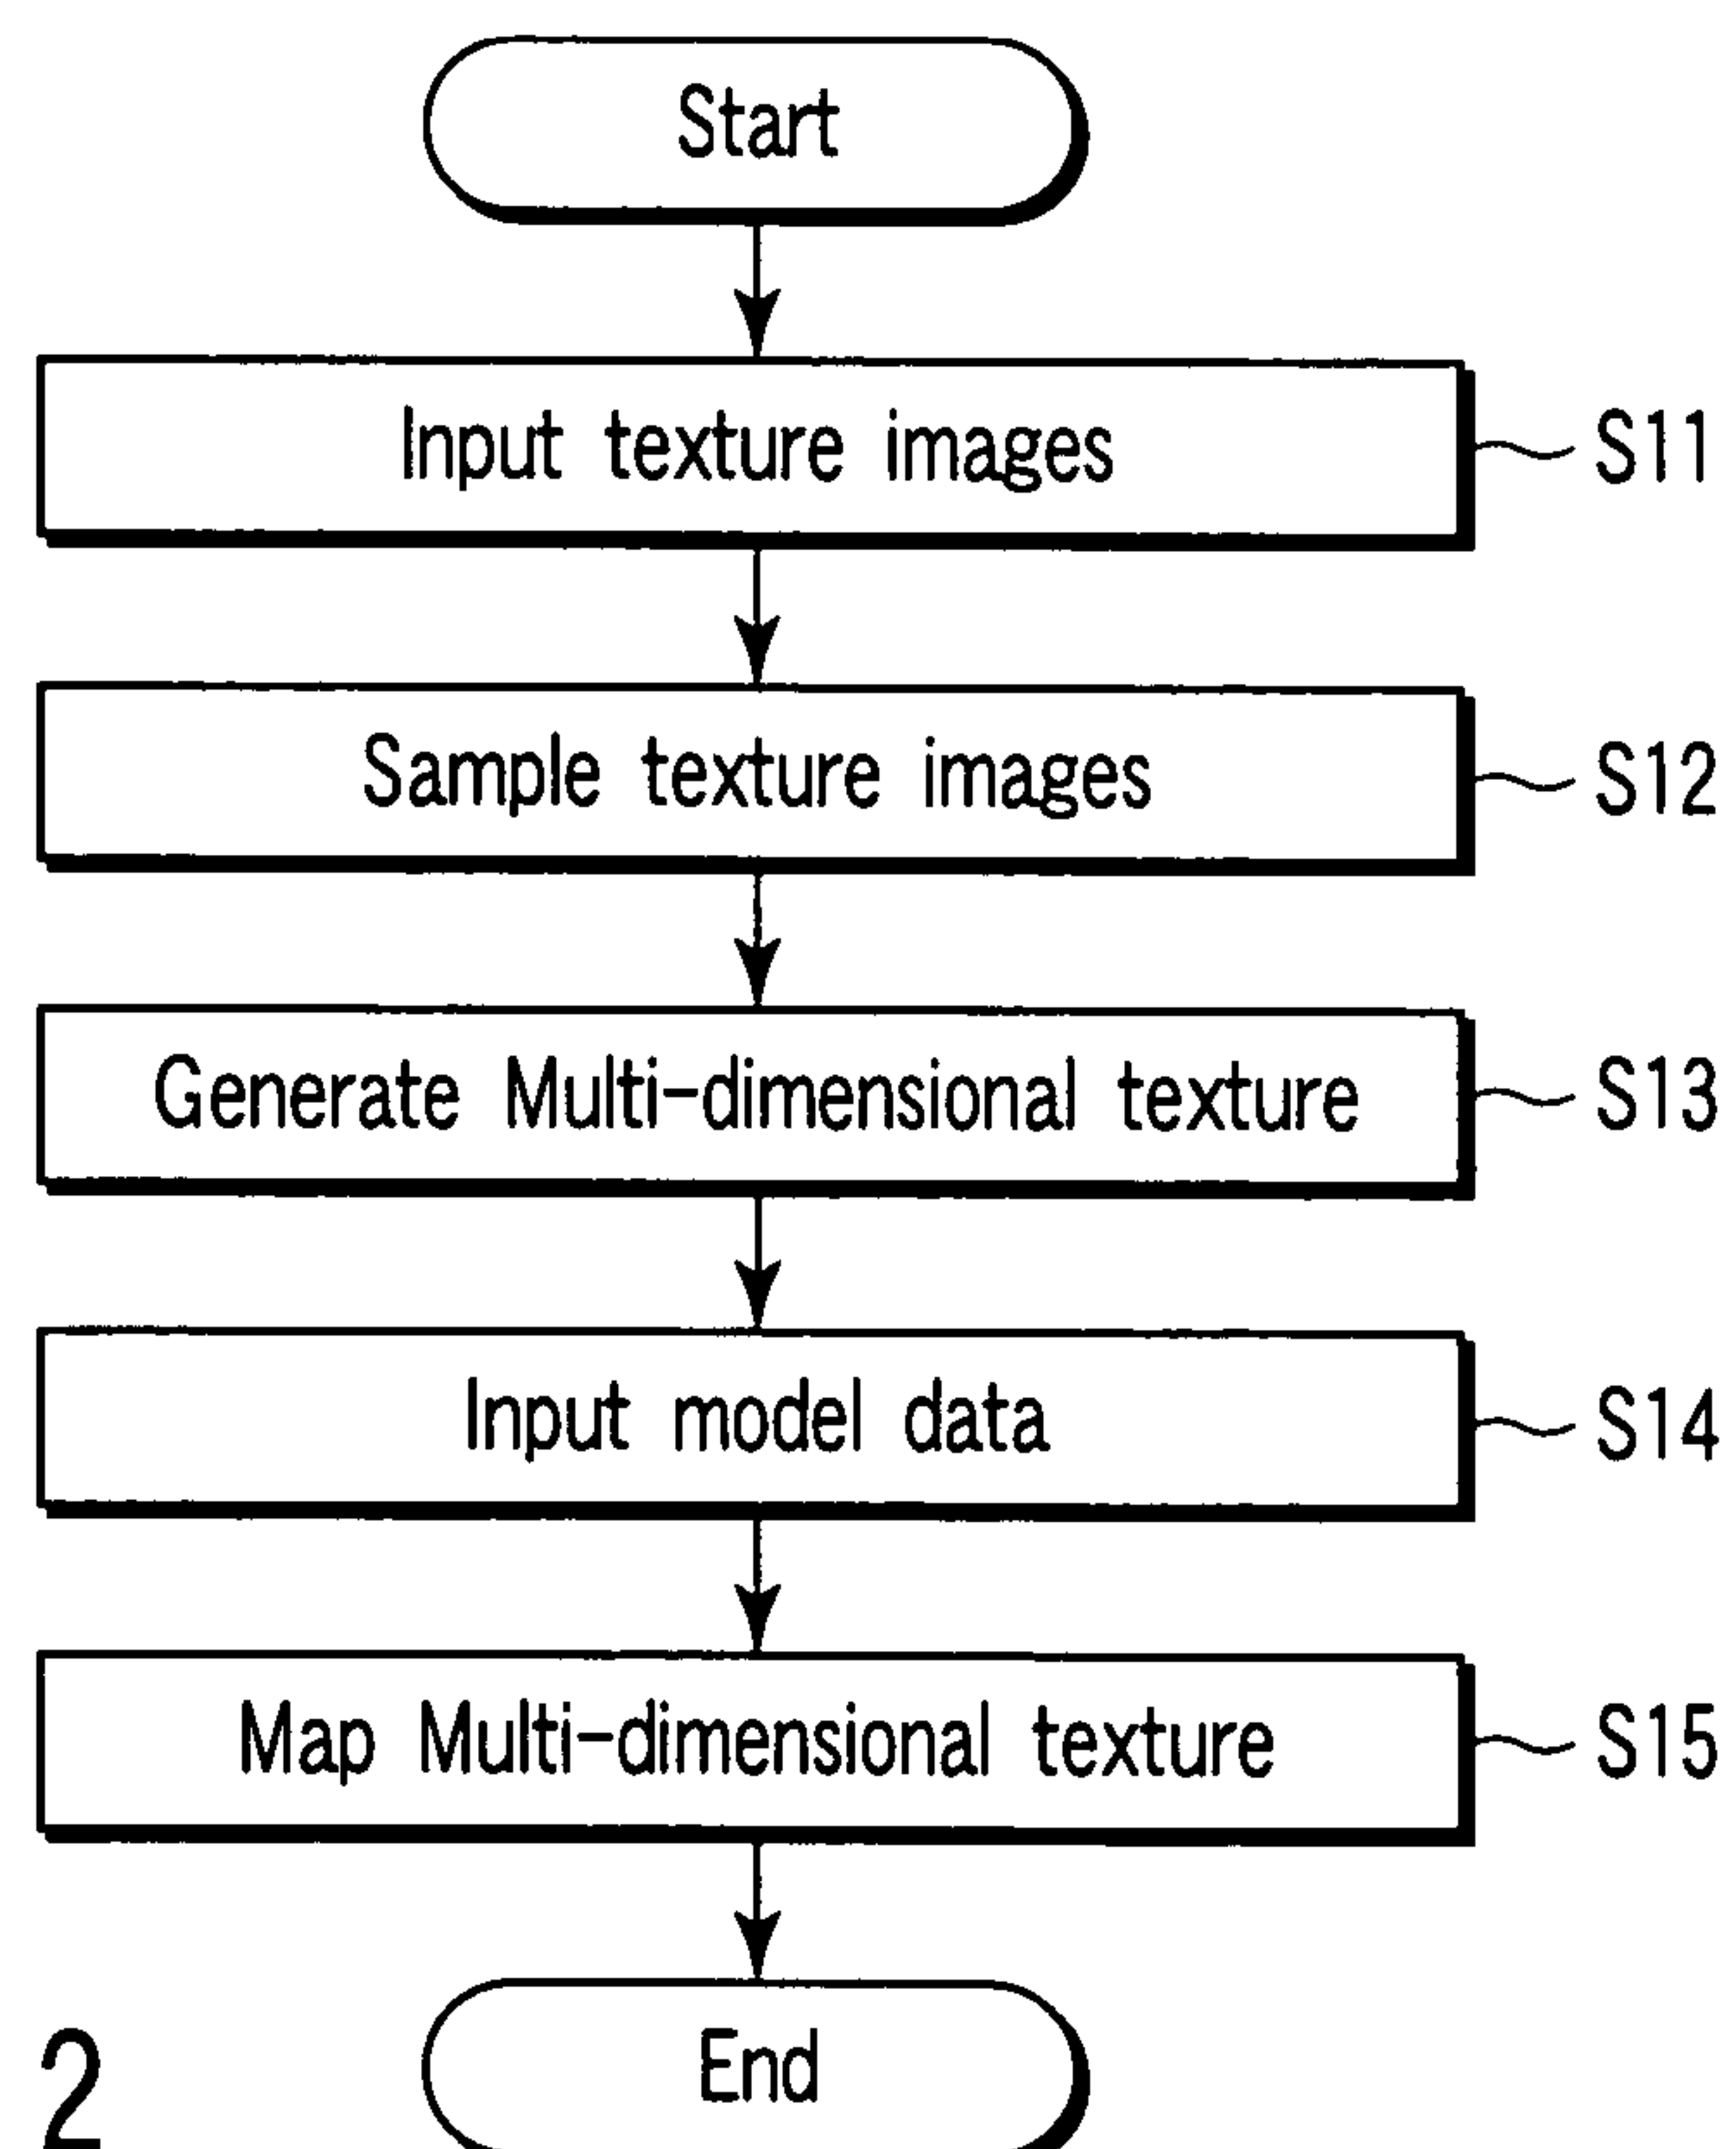 Start
Input texture images
S11
Sample texture images
S12
Generate Multi-dimensional texture
S13
Input model data
S14
Map Multi-dimensional texture
S15
End
2